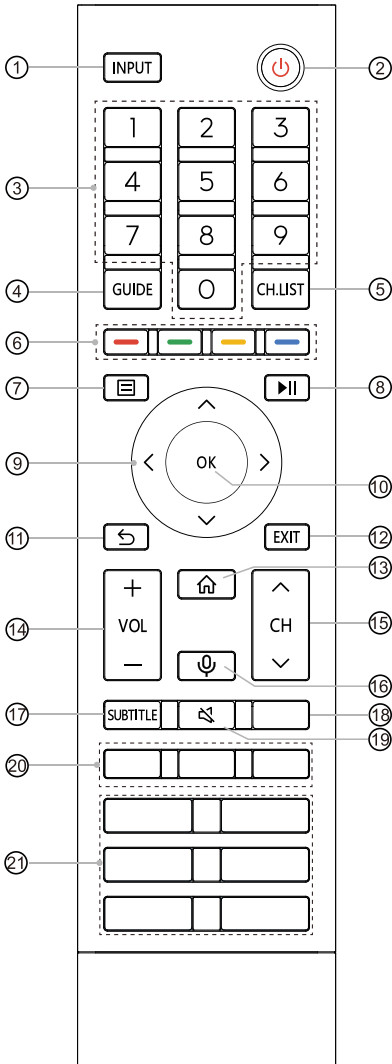 ① INPUT ②
1 2 3
③ 4 5 6
7 8 9
④ GUIDE 0 CH.LIST ⑤
⑥
⑦ ⑧
⑨ OK
⑩
⑪ EXIT ⑫
⑬
+
⑭ VOL CH ⑮
—
⑯
⑰ SUBTITLE ⑱
⑲
⑳
㉑